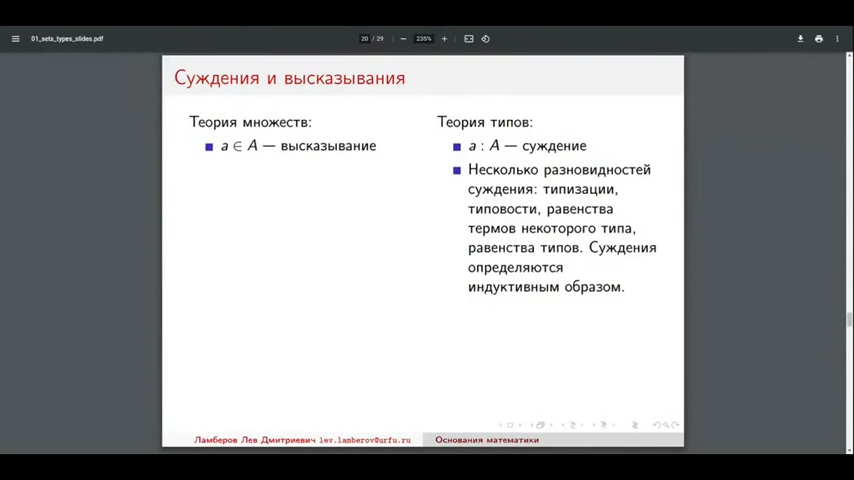 01_sets_types_slides.pdf
20 / 29
235%
Суждения и высказывания
Теория множеств:
a ∈ A — высказывание
Теория типов:
a : A — суждение
Несколько разновидностей
суждения: типизации,
типовости, равенства
термов некоторого типа,
равенства типов. Суждения
определяются
индуктивным образом.
Ламберов Лев Дмитриевич lev.lamberov@urfu.ru
Основания математики